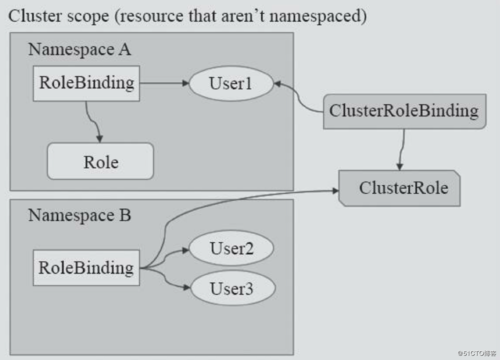 Cluster scope (resource that aren't namespaced)
Namespace A
RoleBinding
User1
ClusterRoleBinding
Role
ClusterRole
Namespace B
User2
RoleBinding
User3
@51CTO博客